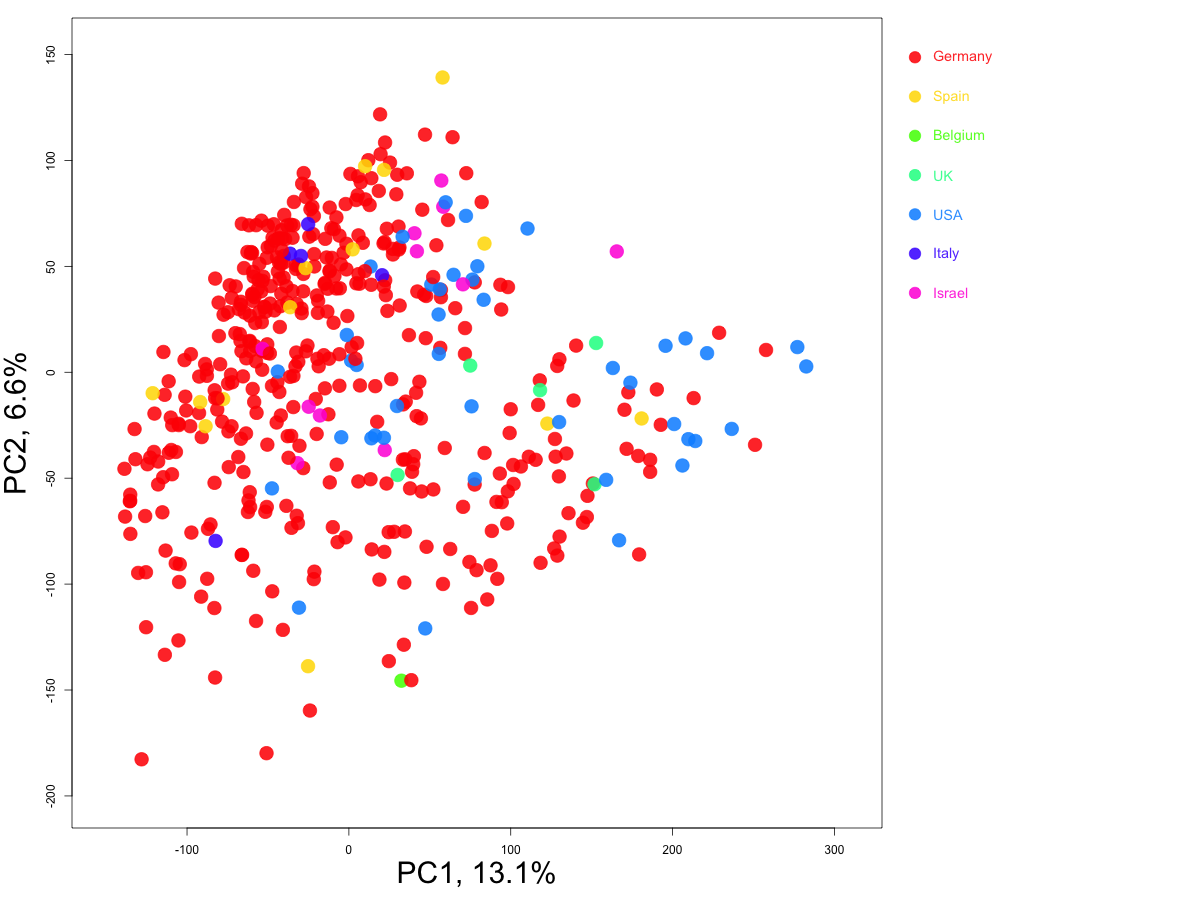 150
100
50
0
-50
-100
-150
-200
PC2, 6.6%
-100
0
100
200
300
PC1, 13.1%
Germany
Spain
Belgium
UK
USA
Italy
Israel